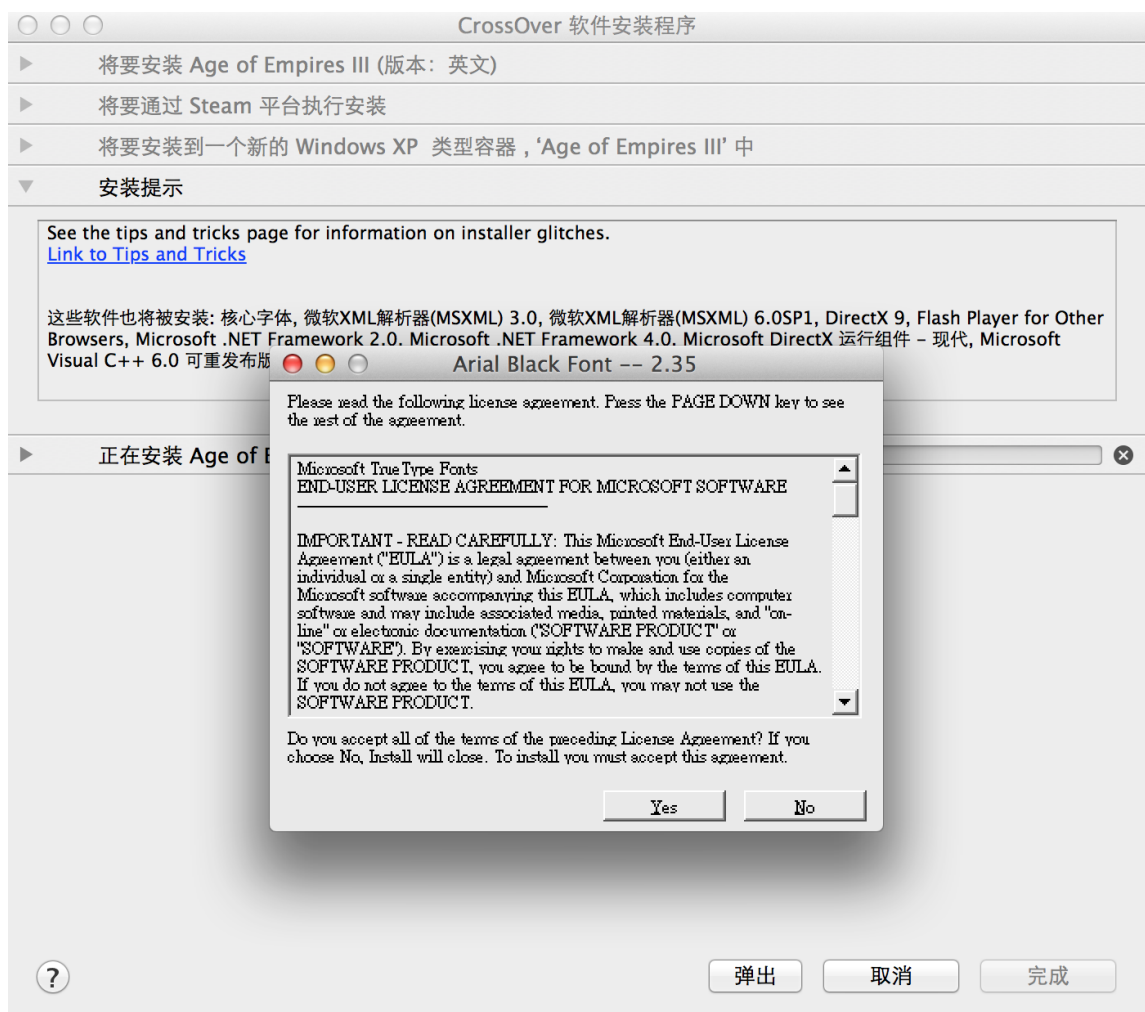 CrossOver 软件安装程序
将要安装 Age of Empires III (版本：英文)
将要通过 Steam 平台执行安装
将要安装到一个新的 Windows XP 类型容器 , ‘Age of Empires III’ 中
安装提示
See the tips and tricks page for information on installer glitches.
Link to Tips and Tricks
这些软件也将被安装: 核心字体, 微软XML解析器(MSXML) 3.0, 微软XML解析器(MSXML) 6.0SP1, DirectX 9, Flash Player for Other
Browsers, Microsoft .NET Framework 2.0, Microsoft .NET Framework 4.0, Microsoft DirectX 运行组件 – 现代, Microsoft
Visual C++ 6.0 可重发布版
Arial Black Font -- 2.35
Please read the following license agreement. Press the PAGE DOWN key to see
the rest of the agreement.
Microsoft TrueType Fonts
END-USER LICENSE AGREEMENT FOR MICROSOFT SOFTWARE
IMPORTANT - READ CAREFULLY: This Microsoft End-User License
Agreement ("EULA") is a legal agreement between you (either an
individual or a single entity) and Microsoft Corporation for the
Microsoft software accompanying this EULA, which includes computer
software and may include associated media, printed materials, and "on-
line" or electronic documentation ("SOFTWARE PRODUCT" or
"SOFTWARE"). By exercising your rights to make and use copies of the
SOFTWARE PRODUCT, you agree to be bound by the terms of this EULA.
If you do not agree to the terms of this EULA, you may not use the
SOFTWARE PRODUCT.
Do you accept all of the terms of the preceding License Agreement? If you
choose No, Install will close. To install you must accept this agreement.
Yes
No
正在安装 Age of
?
弹出
取消
完成